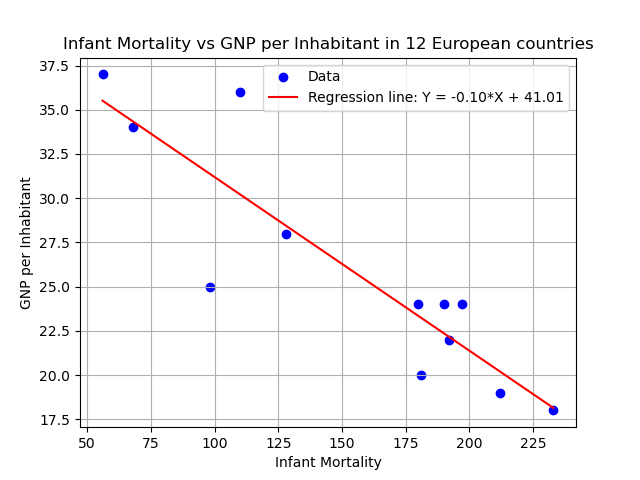 Infant Mortality vs GNP per Inhabitant in 12 European countries
37.5
35.0
32.5
30.0
27.5
25.0
22.5
20.0
17.5
GNP per Inhabitant
Data
Regression line: Y = -0.10*X + 41.01
50 75 100 125 150 175 200 225
Infant Mortality